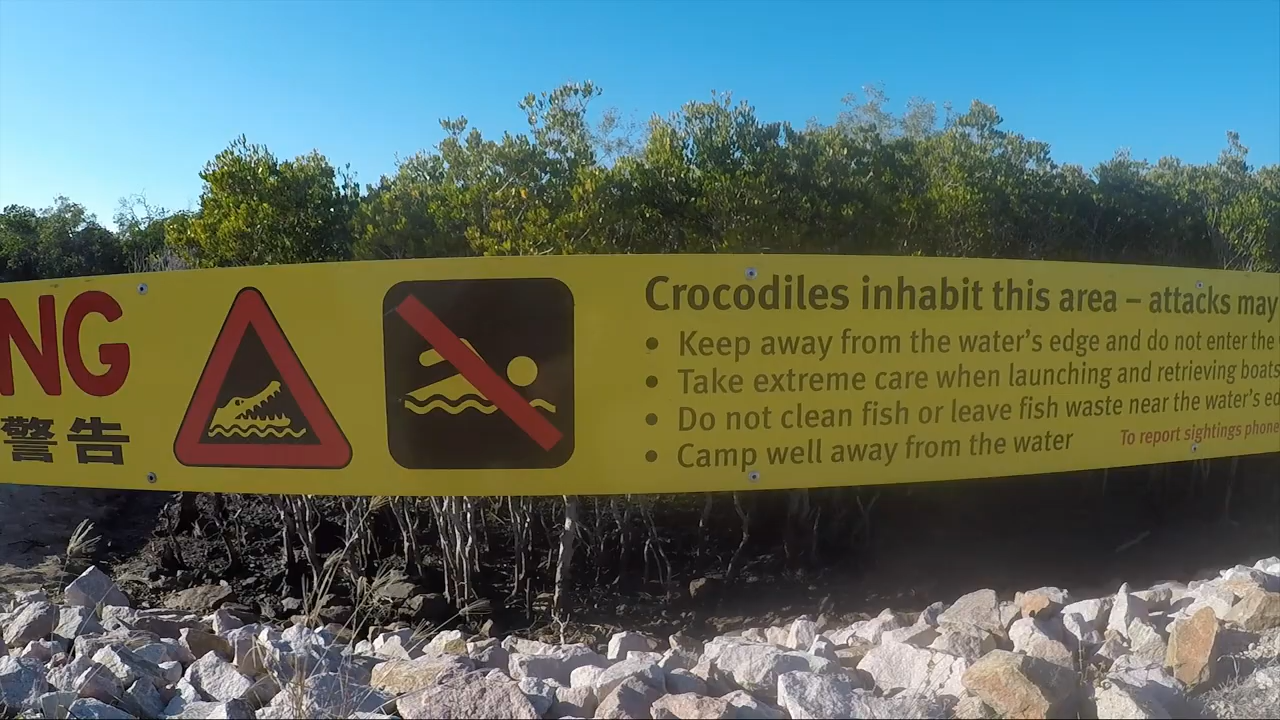 NG
警告
Crocodiles inhabit this area – attacks may
• Keep away from the water's edge and do not enter the
• Take extreme care when launching and retrieving boats
• Do not clean fish or leave fish waste near the water's ed
• Camp well away from the water
To report sightings phone